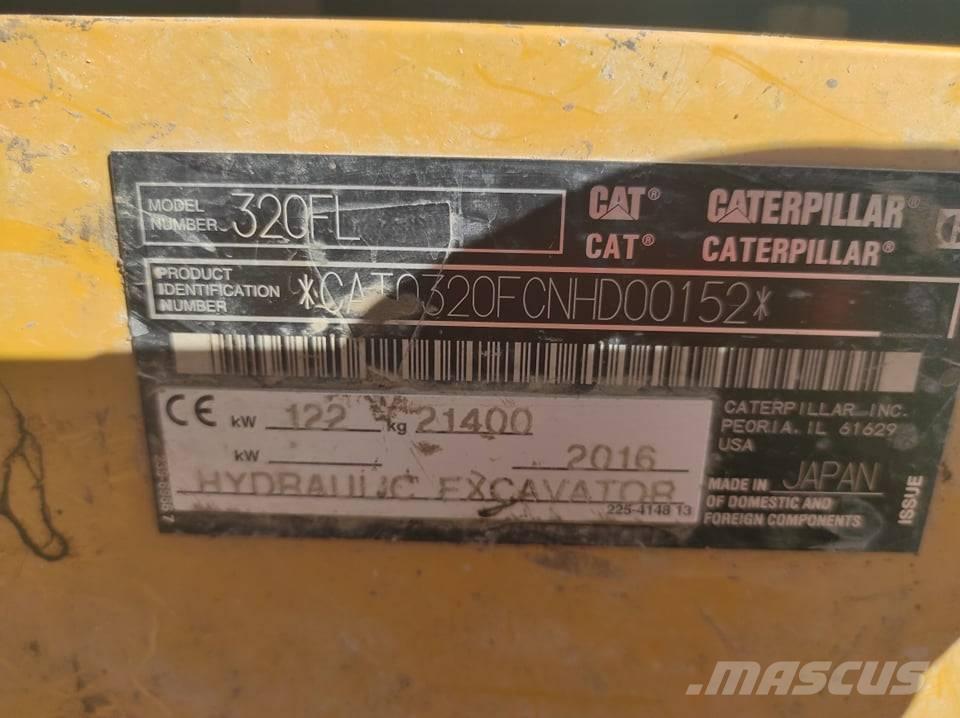 MODEL NUMBER 320FL
CAT® CATERPILLAR®
CAT® CATERPILLAR®
PRODUCT IDENTIFICATION NUMBER *CAT0320FCNHD00152*
CE kW 122 kg 21400
kW 2016
HYDRAULIC EXCAVATOR
225-4148 13
CATERPILLAR INC.
PEORIA, IL 61629
USA
MADE IN JAPAN
OF DOMESTIC AND
FOREIGN COMPONENTS
ISSUE
MASCUS